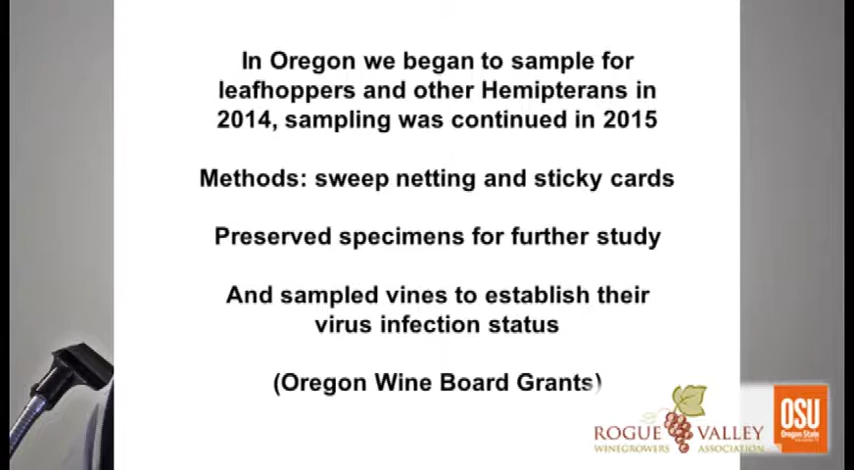 In Oregon we began to sample for
leafhoppers and other Hemipterans in
2014, sampling was continued in 2015
Methods: sweep netting and sticky cards
Preserved specimens for further study
And sampled vines to establish their
virus infection status
(Oregon Wine Board Grants)
ROGUE VALLEY
WINEGROWERS ASSOCIATION
OSU
Oregon State